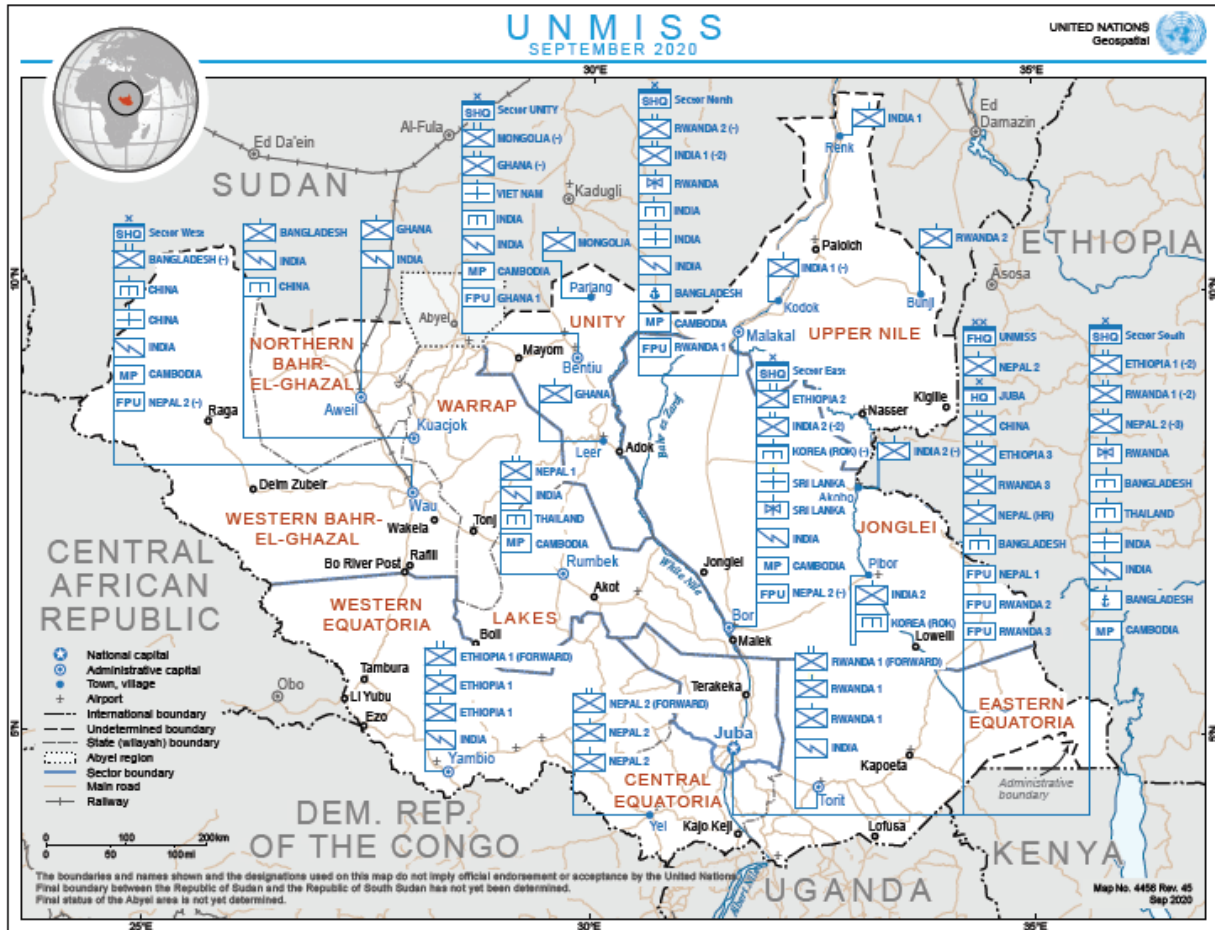 UNMISS
SEPTEMBER 2020
UNITED NATIONS
Geospatial
30°E
35°E
SHQ Sector UNITY
MONGOLIA (-)
GHANA (-)
VIET NAM
INDIA
INDIA
MP CAMBODIA
FPU GHANA 1
SHQ Sector North
RWANDA 2 (-)
INDIA 1 (-2)
RWANDA
INDIA
INDIA
INDIA
BANGLADESH
MP CAMBODIA
FPU RWANDA 1
INDIA 1
Renk
Ed Damazin
Ed Da'ein
Al-Fula
Kadugli
SUDAN
ETHIOPIA
SHQ Sector West
BANGLADESH (-)
CHINA
CHINA
INDIA
MP CAMBODIA
FPU NEPAL 2 (-)
BANGLADESH
INDIA
CHINA
GHANA
INDIA
MONGOLIA
Pariang
Paloich
INDIA 1 (-)
Kodok
RWANDA 2
Bunj
Asosa
10°N
10°N
Abyei
UNITY
UPPER NILE
Malakal
NORTHERN BAHR-EL-GHAZAL
Mayom
Bentiu
WARRAP
Raga
Aweil
Kuacjok
GHANA
Leer
Adok
Bahr ez Zaraf
Nasser
Kigille
SHQ Sector East
ETHIOPIA 2
INDIA 2 (-2)
KOREA (ROK) (-)
SRI LANKA
SRI LANKA
INDIA
MP CAMBODIA
FPU NEPAL 2 (-)
INDIA 2 (-)
Akobo
FHQ UNMISS
NEPAL 2
HQ JUBA
CHINA
ETHIOPIA 3
RWANDA 3
NEPAL (HR)
BANGLADESH
FPU NEPAL 1
FPU RWANDA 2
FPU RWANDA 3
SHQ Sector South
ETHIOPIA 1 (-2)
RWANDA 1 (-2)
NEPAL 2 (-3)
RWANDA
BANGLADESH
THAILAND
INDIA
INDIA
BANGLADESH
MP CAMBODIA
Deim Zubeir
Wau
Wakela
Tonj
NEPAL 1
INDIA
THAILAND
MP CAMBODIA
Rumbek
WESTERN BAHR-EL-GHAZAL
Bo River Post
Rafili
JONGLEI
Jonglei
White Nile
Pibor
INDIA 2
KOREA (ROK)
CENTRAL AFRICAN REPUBLIC
WESTERN EQUATORIA
LAKES
Akot
Boli
Bor
Malek
Lowelli
Tambura
Li Yubu
Ezo
Obo
ETHIOPIA 1 (FORWARD)
ETHIOPIA 1
ETHIOPIA 1
INDIA
Yambio
NEPAL 2 (FORWARD)
NEPAL 2
NEPAL 2
Yei
Terakeka
Juba
RWANDA 1 (FORWARD)
RWANDA 1
RWANDA 1
INDIA
Torit
EASTERN EQUATORIA
Kapoeta
Administrative boundary
5°N
5°N
CENTRAL EQUATORIA
Kajo Keji
Lofusa
DEM. REP. OF THE CONGO
KENYA
UGANDA
Albert Nile
National capital
Administrative capital
Town, village
Airport
International boundary
Undetermined boundary
State (wilayah) boundary
Abyei region
Sector boundary
Main road
Railway
0 100 200km
0 50 100mi
The boundaries and names shown and the designations used on this map do not imply official endorsement or acceptance by the United Nations.
Final boundary between the Republic of Sudan and the Republic of South Sudan has not yet been determined.
Final status of the Abyei area is not yet determined.
Map No. 4456 Rev. 45
Sep 2020
25°E
30°E
35°E